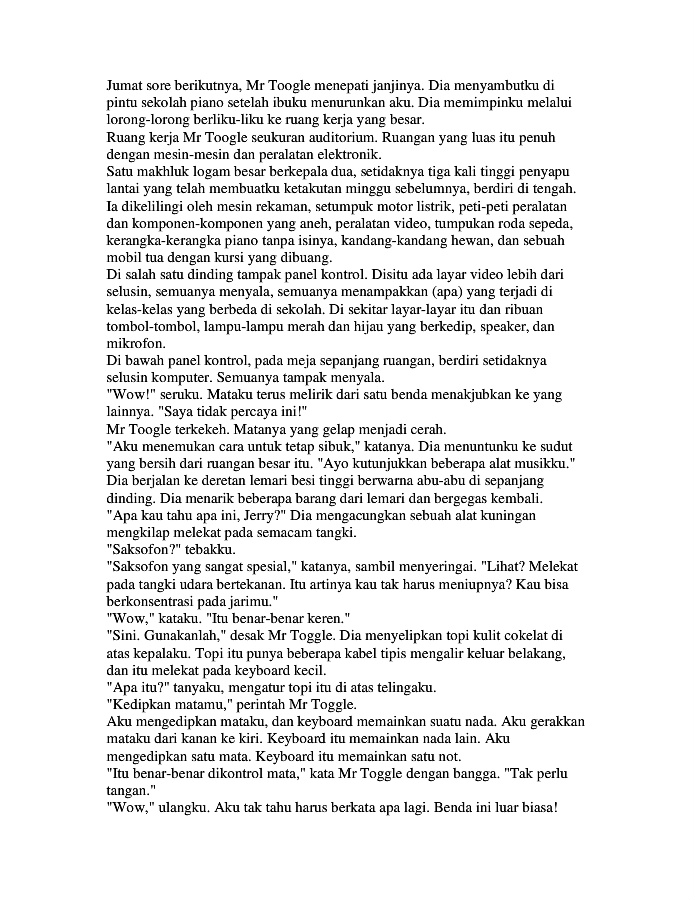 Jumat sore berikutnya, Mr Toogle menepati janjinya. Dia menyambutku di
pintu sekolah piano setelah ibuku menurunkan aku. Dia memimpinku melalui
lorong-lorong berliku-liku ke ruang kerja yang besar.
Ruang kerja Mr Toogle seukuran auditorium. Ruangan yang luas itu penuh
dengan mesin-mesin dan peralatan elektronik.
Satu makhluk logam besar berkepala dua, setidaknya tiga kali tinggi penyapu
lantai yang telah membuatku ketakutan minggu sebelumnya, berdiri di tengah.
Ia dikelilingi oleh mesin rekaman, setumpuk motor listrik, peti-peti peralatan
dan komponen-komponen yang aneh, peralatan video, tumpukan roda sepeda,
kerangka-kerangka piano tanpa isinya, kandang-kandang hewan, dan sebuah
mobil tua dengan kursi yang dibuang.
Di salah satu dinding tampak panel kontrol. Disitu ada layar video lebih dari
selusin, semuanya menyala, semuanya menampakkan (apa) yang terjadi di
kelas-kelas yang berbeda di sekolah. Di sekitar layar-layar itu dan ribuan
tombol-tombol, lampu-lampu merah dan hijau yang berkedip, speaker, dan
mikrofon.
Di bawah panel kontrol, pada meja sepanjang ruangan, berdiri setidaknya
selusin komputer. Semuanya tampak menyala.
"Wow!" seruku. Mataku terus melirik dari satu benda menakjubkan ke yang
lainnya. "Saya tidak percaya ini!"
Mr Toogle terkekeh. Matanya yang gelap menjadi cerah.
"Aku menemukan cara untuk tetap sibuk," katanya. Dia menuntunku ke sudut
yang bersih dari ruangan besar itu. "Ayo kutunjukkan beberapa alat musikku."
Dia berjalan ke deretan lemari besi tinggi berwarna abu-abu di sepanjang
dinding. Dia menarik beberapa barang dari lemari dan bergegas kembali.
"Apa kau tahu apa ini, Jerry?" Dia mengacungkan sebuah alat kuningan
mengkilap melekat pada semacam tangki.
"Saksofon?" tebakku.
"Saksofon yang sangat spesial," katanya, sambil menyeringai. "Lihat? Melekat
pada tangki udara bertekanan. Itu artinya kau tak harus meniupnya? Kau bisa
berkonsentrasi pada jarimu."
"Wow," kataku. "Itu benar-benar keren."
"Sini. Gunakanlah," desak Mr Toggle. Dia menyelipkan topi kulit cokelat di
atas kepalaku. Topi itu punya beberapa kabel tipis mengalir keluar belakang,
dan itu melekat pada keyboard kecil.
"Apa itu?" tanyaku, mengatur topi itu di atas telingaku.
"Kedipkan matamu," perintah Mr Toggle.
Aku mengedipkan mataku, dan keyboard memainkan suatu nada. Aku gerakkan
mataku dari kanan ke kiri. Keyboard itu memainkan nada lain. Aku
mengedipkan satu mata. Keyboard itu memainkan satu not.
"Itu benar-benar dikontrol mata," kata Mr Toggle dengan bangga. "Tak perlu
tangan."
"Wow," ulangku. Aku tak tahu harus berkata apa lagi. Benda ini luar biasa!